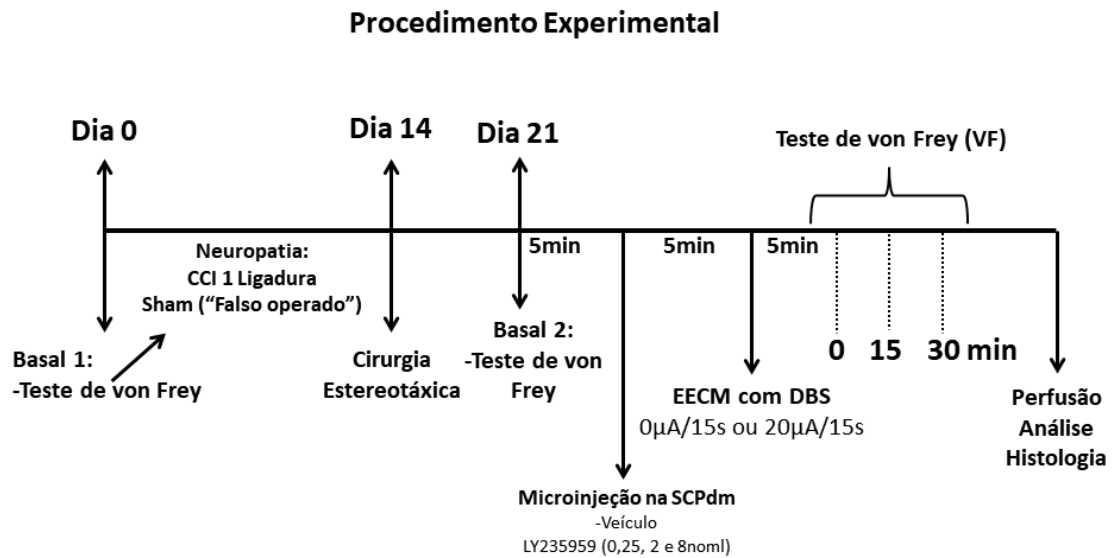 Procedimento Experimental
Dia 0
Dia 14
Dia 21
Teste de von Frey (VF)
5min
5min
5min
Neuropatia:
CCI 1 Ligadura
Sham (“Falso operado”)
Basal 1:
-Teste de von Frey
Cirurgia
Estereotáxica
Basal 2:
-Teste de von
Frey
0 15 30 min
EECM com DBS
0µA/15s ou 20µA/15s
Perfusão
Análise
Histologia
Microinjeção na SCPdm
-Veículo
LY235959 (0,25, 2 e 8noml)